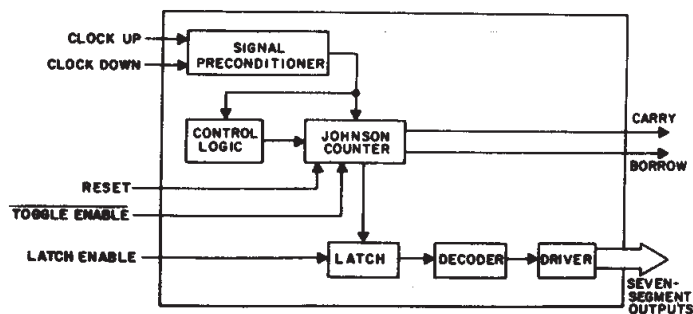 CLOCK UP
CLOCK DOWN
SIGNAL
PRECONDITIONER
CONTROL
LOGIC
JOHNSON
COUNTER
CARRY
BORROW
RESET
TOGGLE ENABLE
LATCH ENABLE
LATCH
DECODER
DRIVER
SEVEN-
SEGMENT
OUTPUTS